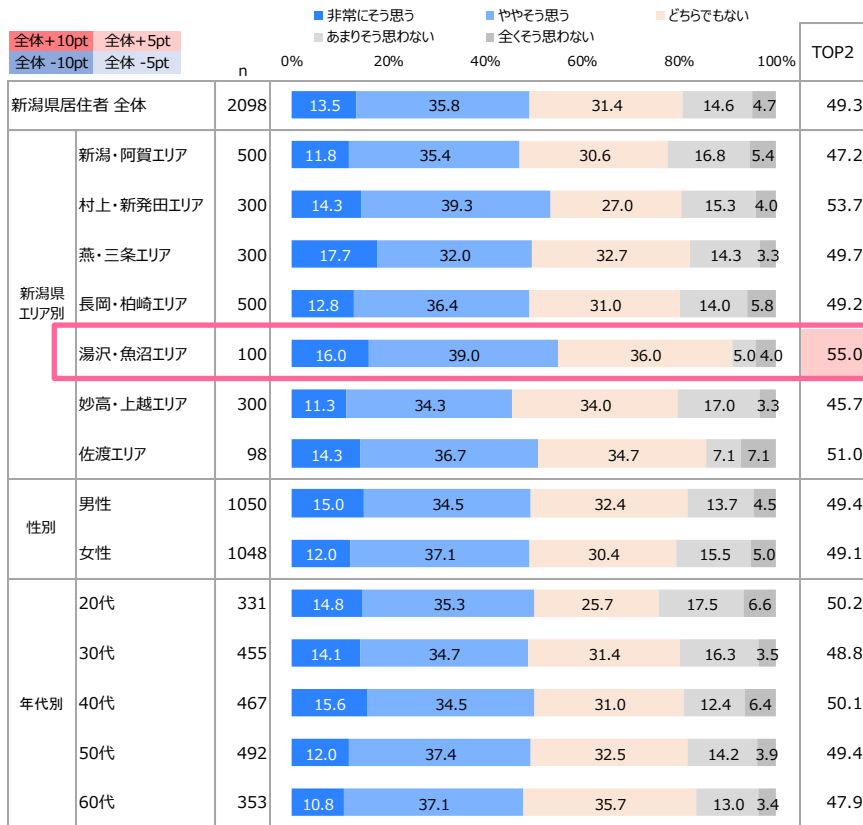 非常にそう思う ややそう思う どちらでもない
あまりそう思わない 全くそう思わない
全体+10pt 全体+5pt
全体 -10pt 全体 -5pt
n 0% 20% 40% 60% 80% 100% TOP2
新潟県居住者 全体 2098 13.5 35.8 31.4 14.6 4.7 49.3
新潟県
エリア別
新潟・阿賀エリア 500 11.8 35.4 30.6 16.8 5.4 47.2
村上・新発田エリア 300 14.3 39.3 27.0 15.3 4.0 53.7
燕・三条エリア 300 17.7 32.0 32.7 14.3 3.3 49.7
長岡・柏崎エリア 500 12.8 36.4 31.0 14.0 5.8 49.2
湯沢・魚沼エリア 100 16.0 39.0 36.0 5.0 4.0 55.0
妙高・上越エリア 300 11.3 34.3 34.0 17.0 3.3 45.7
佐渡エリア 98 14.3 36.7 34.7 7.1 7.1 51.0
性別
男性 1050 15.0 34.5 32.4 13.7 4.5 49.4
女性 1048 12.0 37.1 30.4 15.5 5.0 49.1
年代別
20代 331 14.8 35.3 25.7 17.5 6.6 50.2
30代 455 14.1 34.7 31.4 16.3 3.5 48.8
40代 467 15.6 34.5 31.0 12.4 6.4 50.1
50代 492 12.0 37.4 32.5 14.2 3.9 49.4
60代 353 10.8 37.1 35.7 13.0 3.4 47.9